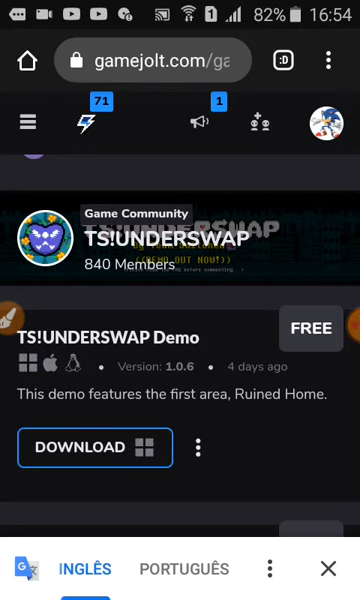 1
82%
16:54
gamejolt.com/ga
:D
71
1
Game Community
TS!UNDERSWAP
840 Members
FREE
TS!UNDERSWAP Demo
• Version: 1.0.6 • 4 days ago
This demo features the first area, Ruined Home.
DOWNLOAD
INGLÊS
PORTUGUÊS